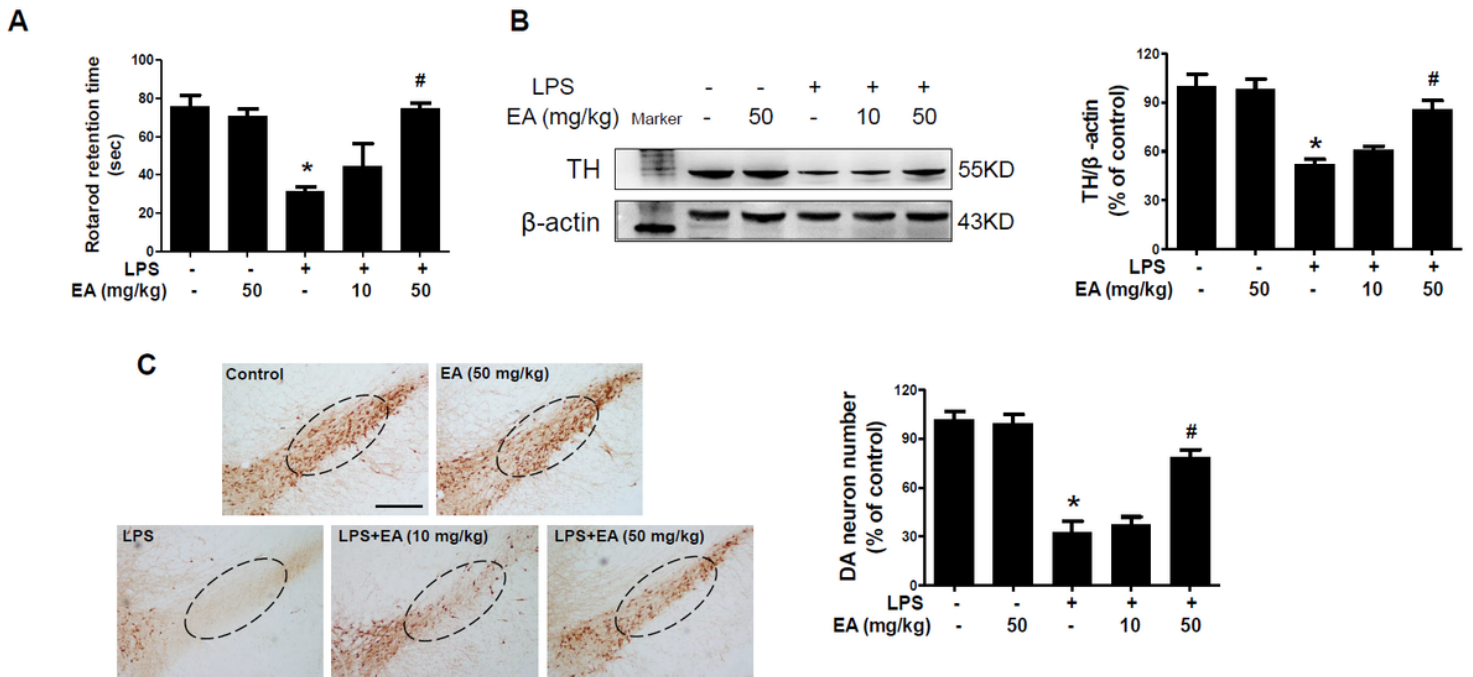 A
Rotarod retention time
(sec)
100
80
60
40
20
0
*
#
LPS - - + + +
EA (mg/kg) - 50 - 10 50
B
LPS - - + + +
EA (mg/kg) Marker - 50 - 10 50
TH 55KD
β-actin 43KD
TH/β -actin
(% of control)
120
90
60
30
0
*
#
LPS - - + + +
EA (mg/kg) - 50 - 10 50
C
Control
EA (50 mg/kg)
LPS
LPS+EA (10 mg/kg)
LPS+EA (50 mg/kg)
DA neuron number
(% of control)
120
90
60
30
0
*
#
LPS - - + + +
EA (mg/kg) - 50 - 10 50